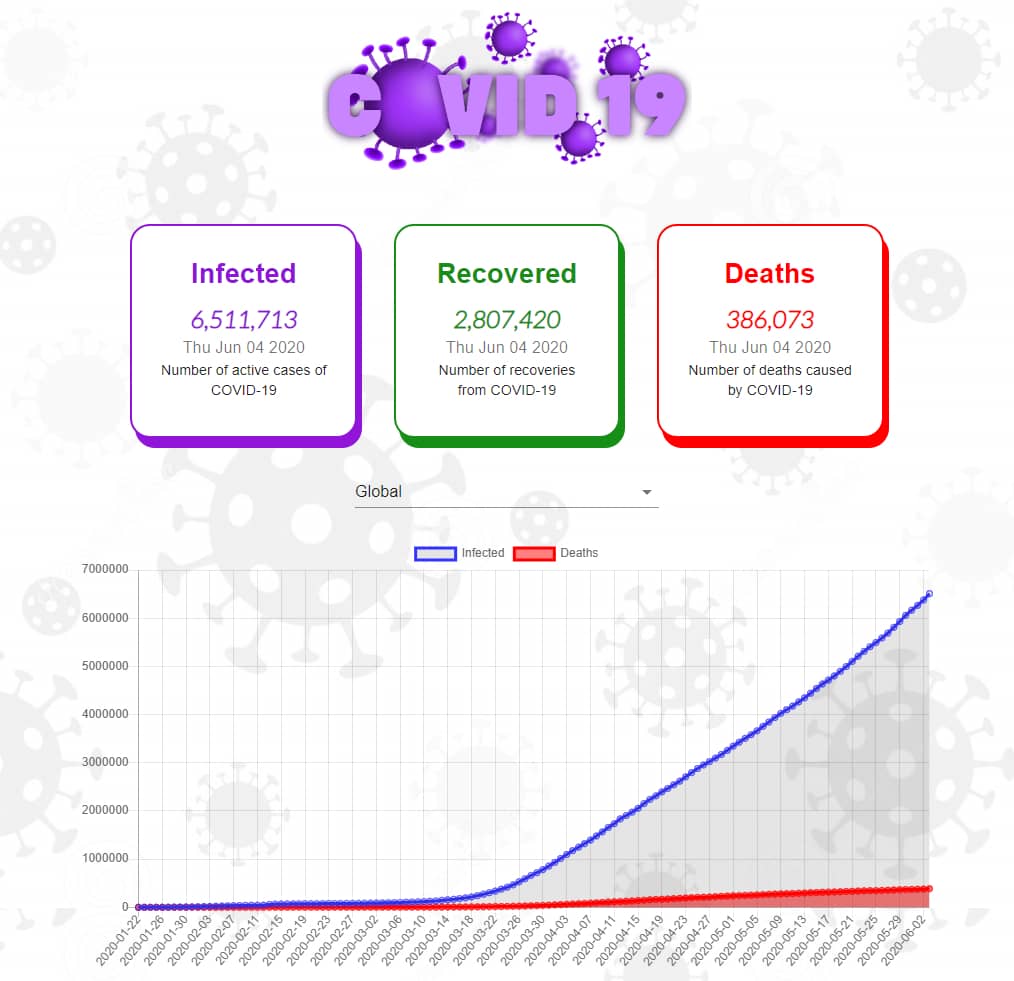 COVID 19
Infected
6,511,713
Thu Jun 04 2020
Number of active cases of
COVID-19
Recovered
2,807,420
Thu Jun 04 2020
Number of recoveries
from COVID-19
Deaths
386,073
Thu Jun 04 2020
Number of deaths caused
by COVID-19
Global
Infected Deaths
7000000
6000000
5000000
4000000
3000000
2000000
1000000
0
2020-01-22 2020-01-26 2020-01-30 2020-02-03 2020-02-07 2020-02-11 2020-02-15 2020-02-19 2020-02-23 2020-02-27 2020-03-02 2020-03-06 2020-03-10 2020-03-14 2020-03-18 2020-03-22 2020-03-26 2020-03-30 2020-04-03 2020-04-07 2020-04-11 2020-04-15 2020-04-19 2020-04-23 2020-04-27 2020-05-01 2020-05-05 2020-05-09 2020-05-13 2020-05-17 2020-05-21 2020-05-25 2020-05-29 2020-06-02